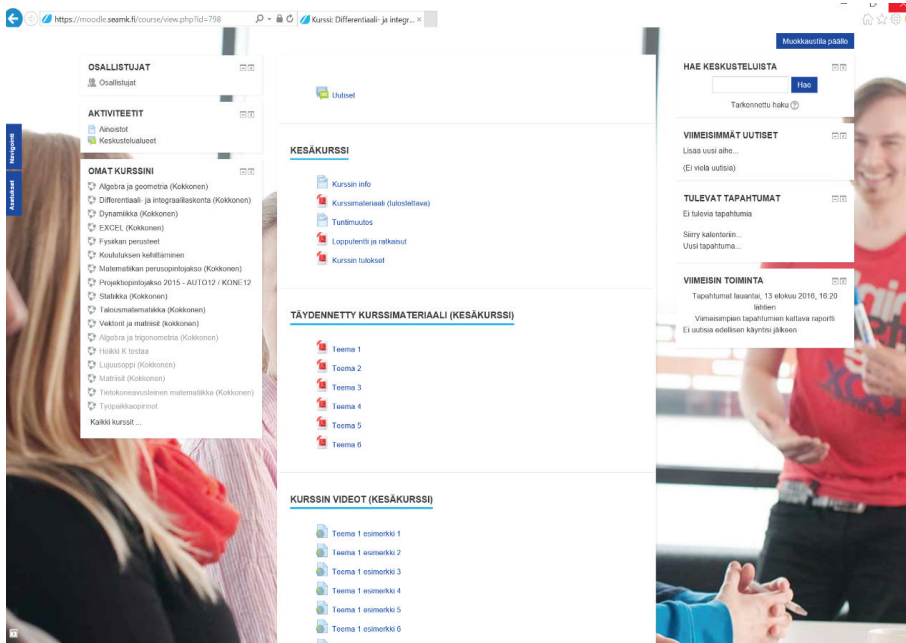 https://moodle.seamk.fi/course/view.php?id=798
Kurssi: Differentiaali- ja integr...
Muokkaustila päällo
Navigointi
Asetukset
OSALLISTUJAT
Osallistujat
AKTIVITEETIT
Aineistot
Keskustelualueet
OMAT KURSSINI
Algebra ja geometria (Kokkonen)
Differentiaali- ja integraalilaskenta (Kokkonen)
Dynamiikka (Kokkonen)
EXCEL (Kokkonen)
Fysiikan perusteet
Koulutuksen kehittäminen
Matematiikan perusopintojakso (Kokkonen)
Projektiopintojakso 2015 - AUTO12 / KONE12
Statiikka (Kokkonen)
Talousmatematiikka (Kokkonen)
Vektorit ja matriisit (kokkonen)
Algebra ja trigonometria (Kokkonen)
Heikki K testaa
Lujuusoppi (Kokkonen)
Matriisit (Kokkonen)
Tietokoneavusteinen matematiikka (Kokkonen)
Työpaikkaopinnot
Kaikki kurssit ...
Uutiset
KESÄKURSSI
Kurssin info
Kurssimateriaali (tulostettava)
Tuntimuutos
Lopputentti ja ratkaisut
Kurssin tulokset
TÄYDENNETTY KURSSIMATERIAALI (KESÄKURSSI)
Teema 1
Teema 2
Teema 3
Teema 4
Teema 5
Teema 6
KURSSIN VIDEOT (KESÄKURSSI)
Teema 1 esimerkki 1
Teema 1 esimerkki 2
Teema 1 esimerkki 3
Teema 1 esimerkki 4
Teema 1 esimerkki 5
Teema 1 esimerkki 6
HAE KESKUSTELUISTA
Hae
Tarkennettu haku
VIIMEISIMMÄT UUTISET
Lisaa uusi aihe...
(Ei viela uutisia)
TULEVAT TAPAHTUMAT
Ei tulevia tapahtumia
Siirry kalenteriin...
Uusi tapahtuma...
VIIMEISIN TOIMINTA
Tapahtumat lauantai, 13 elokuu 2016, 16:20
lähtien
Viimeisimpien tapahtumien kattava raportti
Ei uutisia edellisen käyntisi jälkeen